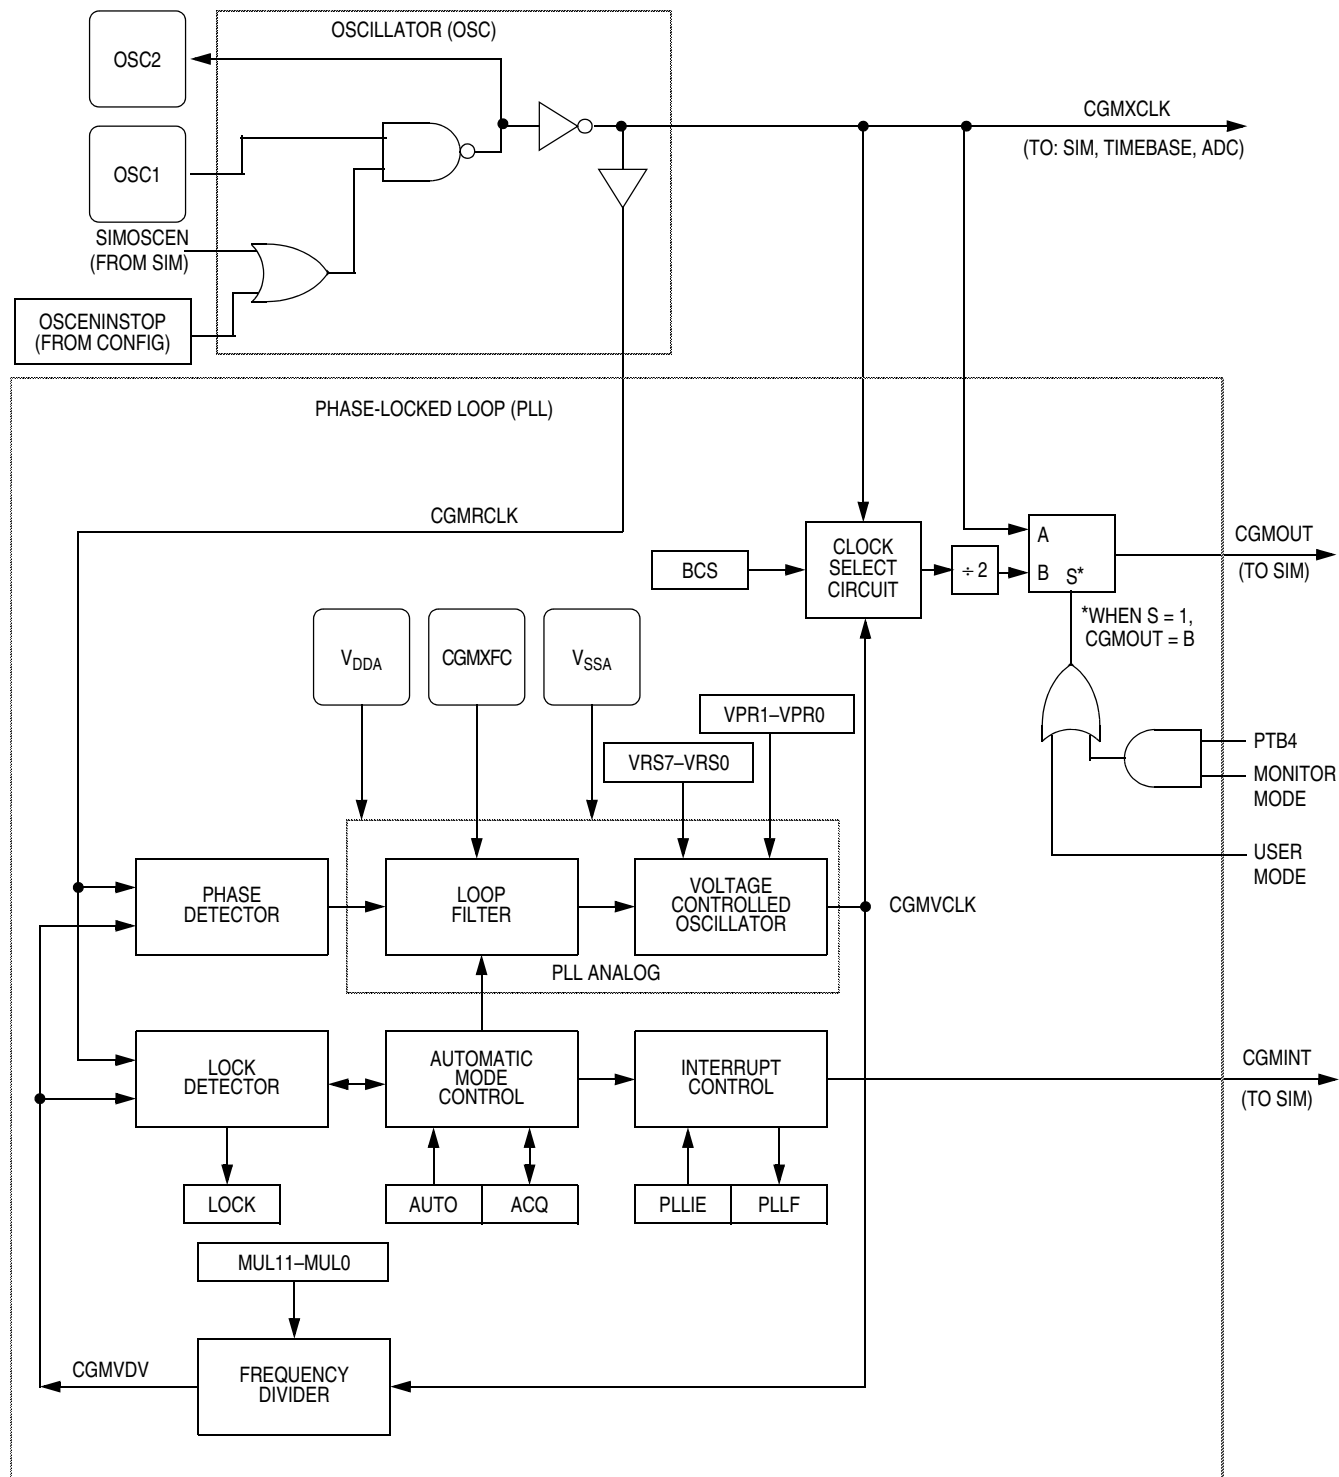 OSCILLATOR (OSC)
OSC2
CGMXCLK
(TO: SIM, TIMEBASE, ADC)
OSC1
SIMOSCEN
(FROM SIM)
OSCENINSTOP
(FROM CONFIG)
PHASE-LOCKED LOOP (PLL)
CGMRCLK
BCS
CLOCK
SELECT
CIRCUIT
÷ 2
A
B
S*
CGMOUT
(TO SIM)
*WHEN S = 1,
CGMOUT = B
VDDA
CGMXFC
VSSA
VPR1–VPR0
VRS7–VRS0
PTB4
MONITOR
MODE
USER
MODE
PHASE
DETECTOR
LOOP
FILTER
VOLTAGE
CONTROLLED
OSCILLATOR
CGMVCLK
PLL ANALOG
LOCK
DETECTOR
AUTOMATIC
MODE
CONTROL
INTERRUPT
CONTROL
CGMINT
(TO SIM)
LOCK
AUTO
ACQ
PLLIE
PLLF
MUL11–MUL0
CGMVDV
FREQUENCY
DIVIDER